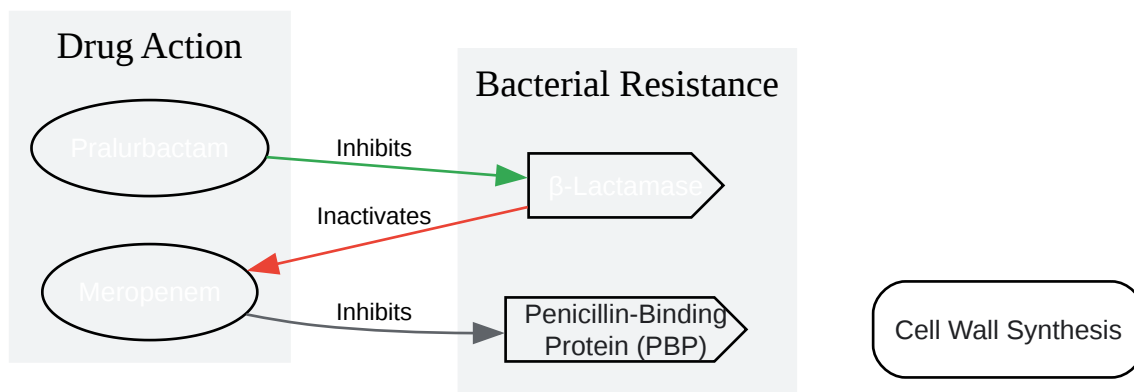 Drug Action
Bacterial Resistance
Pralurbactam
Inhibits
β-Lactamase
Inactivates
Meropenem
Inhibits
Penicillin-Binding
Protein (PBP)
Cell Wall Synthesis